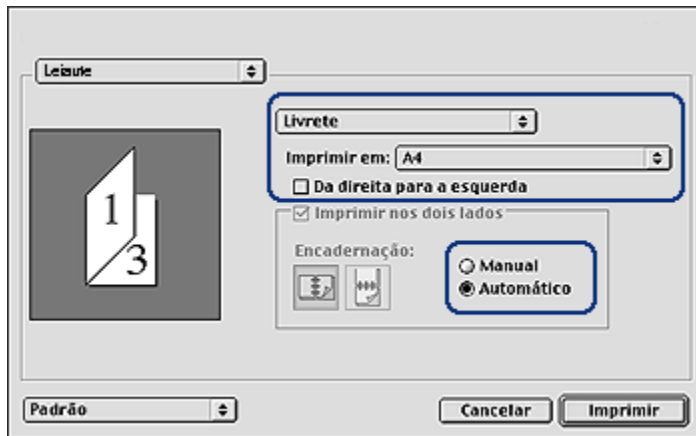 Leiaute
Livrete
Imprimir em: A4
Da direita para a esquerda
Imprimir nos dois lados
Encadernação:
Manual
Automático
1
3
Padrão
Cancelar
Imprimir